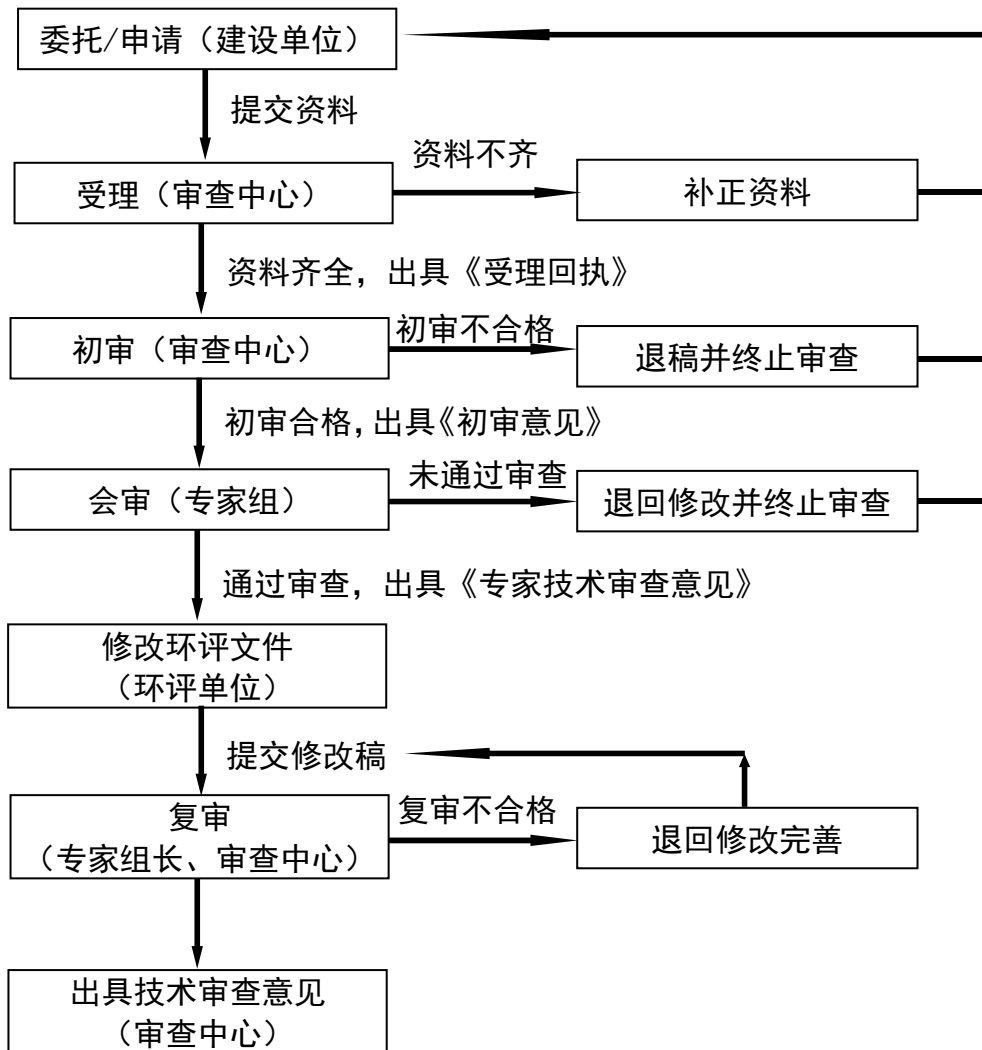 委托/申请（建设单位）
提交资料
资料不齐
受理（审查中心）
补正资料
资料齐全，出具《受理回执》
初审不合格
初审（审查中心）
退稿并终止审查
初审合格，出具《初审意见》
未通过审查
会审（专家组）
退回修改并终止审查
通过审查，出具《专家技术审查意见》
修改环评文件
（环评单位）
提交修改稿
复审不合格
复审
（专家组长、审查中心）
退回修改完善
出具技术审查意见
（审查中心）